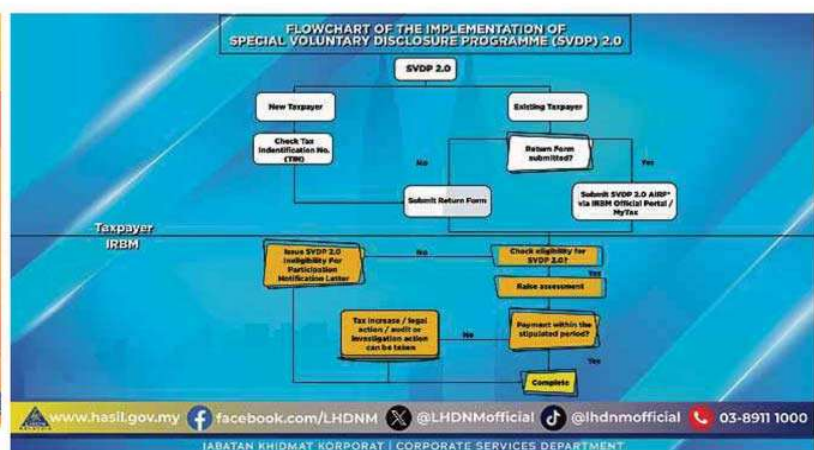 FLOWCHART OF THE IMPLEMENTATION OF
SPECIAL VOLUNTARY DISCLOSURE PROGRAMME (SVDP) 2.0
SVDP 2.0
New Taxpayer
Existing Taxpayer
Check Tax
Indentification No.
(TIN)
No
Return Form
submitted?
Yes
Submit Return Form
Submit SVDP 2.0 AIRP*
via IRBM Official Portal /
MyTax
Taxpayer
IRBM
Issue SVDP 2.0
Ineligibility For
Participation
Notification Letter
No
Check eligibility for
SVDP 2.0?
Yes
Raise assessment
Tax increase / legal
action / audit or
investigation action
can be taken
No
Payment within the
stipulated period?
Yes
Complete
www.hasil.gov.my facebook.com/LHDNM @LHDNMofficial @lhdnmofficial 03-8911 1000
JABATAN KHIDMAT KORPORAT | CORPORATE SERVICES DEPARTMENT